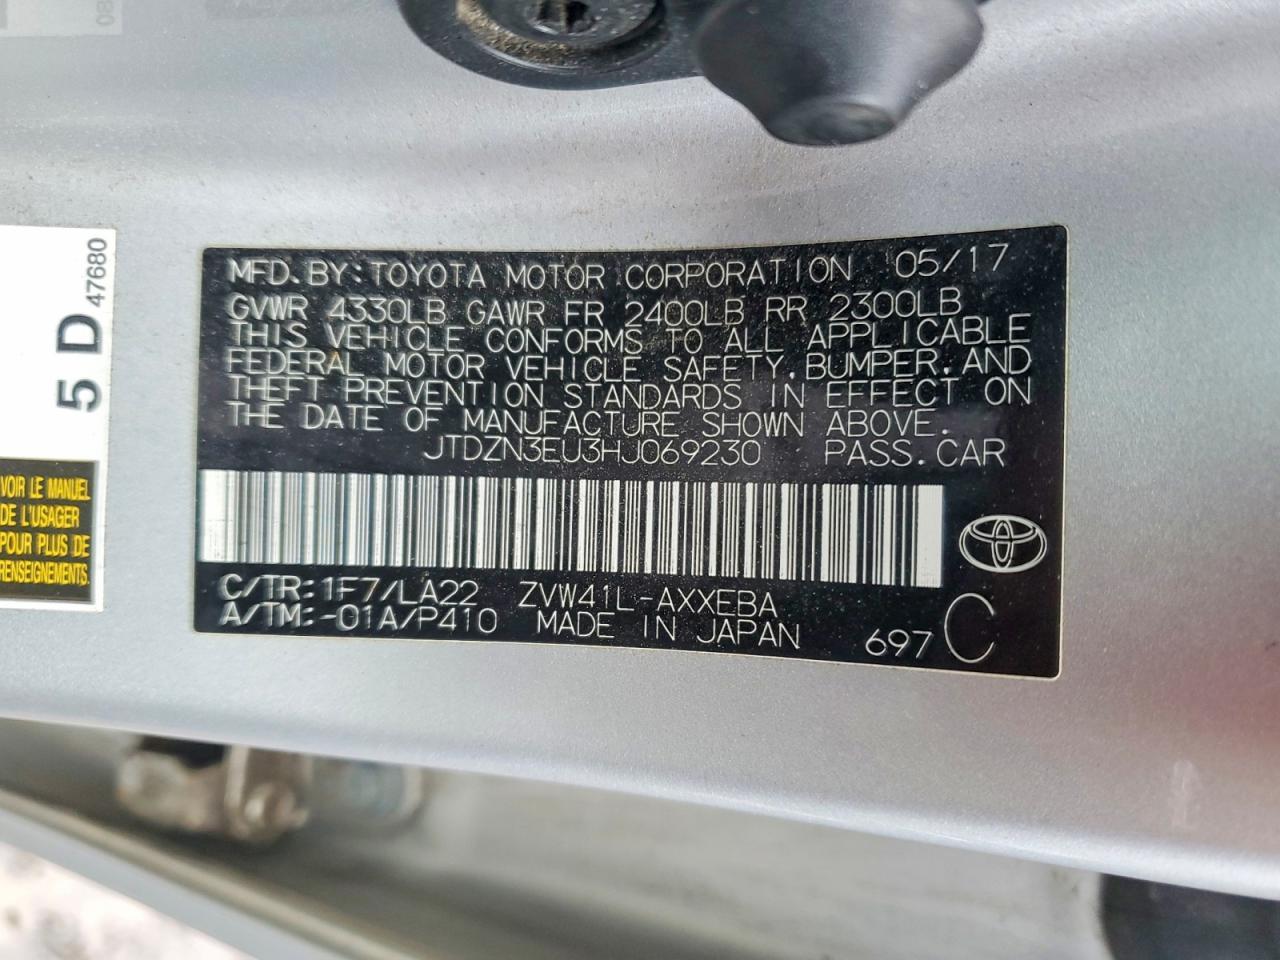 MFD. BY: TOYOTA MOTOR CORPORATION 05/17
GVWR 4330LB GAWR FR 2400LB RR 2300LB
THIS VEHICLE CONFORMS TO ALL APPLICABLE
FEDERAL MOTOR VEHICLE SAFETY, BUMPER, AND
THEFT PREVENTION STANDARDS IN EFFECT ON
THE DATE OF MANUFACTURE SHOWN ABOVE.
JTDZN3EU3HJ069230 PASS.CAR
C/TR: 1F7/LA22 ZVW41L-AXXEBA
A/TM: -01A/P410 MADE IN JAPAN 697 C
5 D 47680
VOIR LE MANUEL
DE L'USAGER
POUR PLUS DE
RENSEIGNEMENTS.